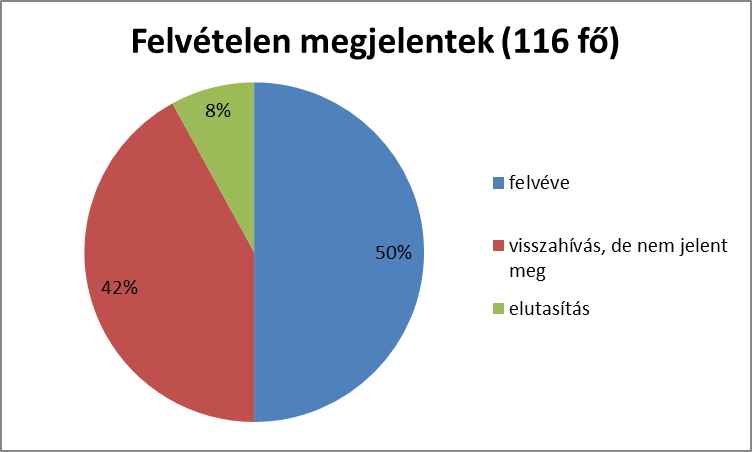 Felvételen megjelentek (116 fő)
8%
50%
42%
felvéve
visszahívás, de nem jelent
meg
elutasítás